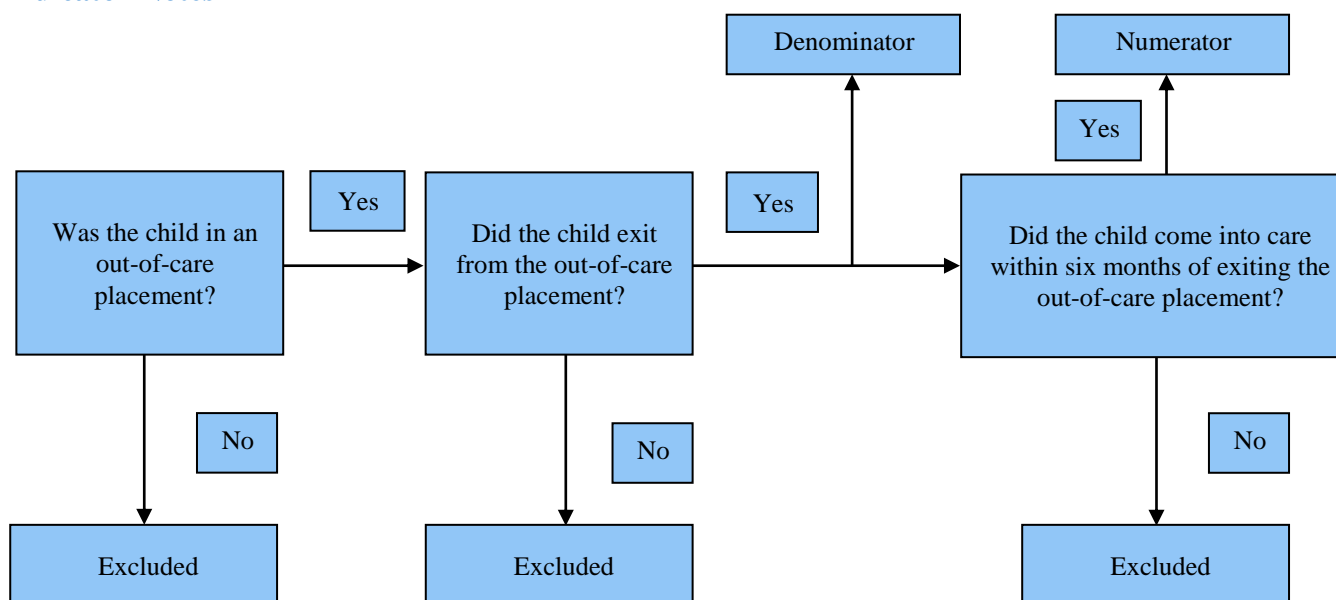 Denominator
Numerator
Yes
Was the child in an
out-of-care
placement?
Yes
Did the child exit
from the out-of-care
placement?
Yes
Did the child come into care
within six months of exiting the
out-of-care placement?
No
No
No
Excluded
Excluded
Excluded